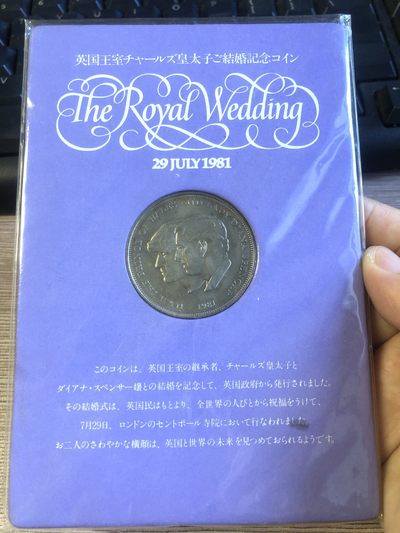 英国王室チャールズ皇太子ご結婚記念コイン
The Royal Wedding
29 JULY 1981
1981
このコインは、英国王室の継承者、チャールズ皇太子と
ダイアナ・スペンサー嬢との結婚を記念して、英国政府から発行されました。
その結婚式は、英国民はもとより、全世界の人びとから祝福をうけて、
7月29日、ロンドンのセントポール寺院において行なわれました。
お二人のさわやかな横顔は、英国と世界の未来を見つめておられるようです。